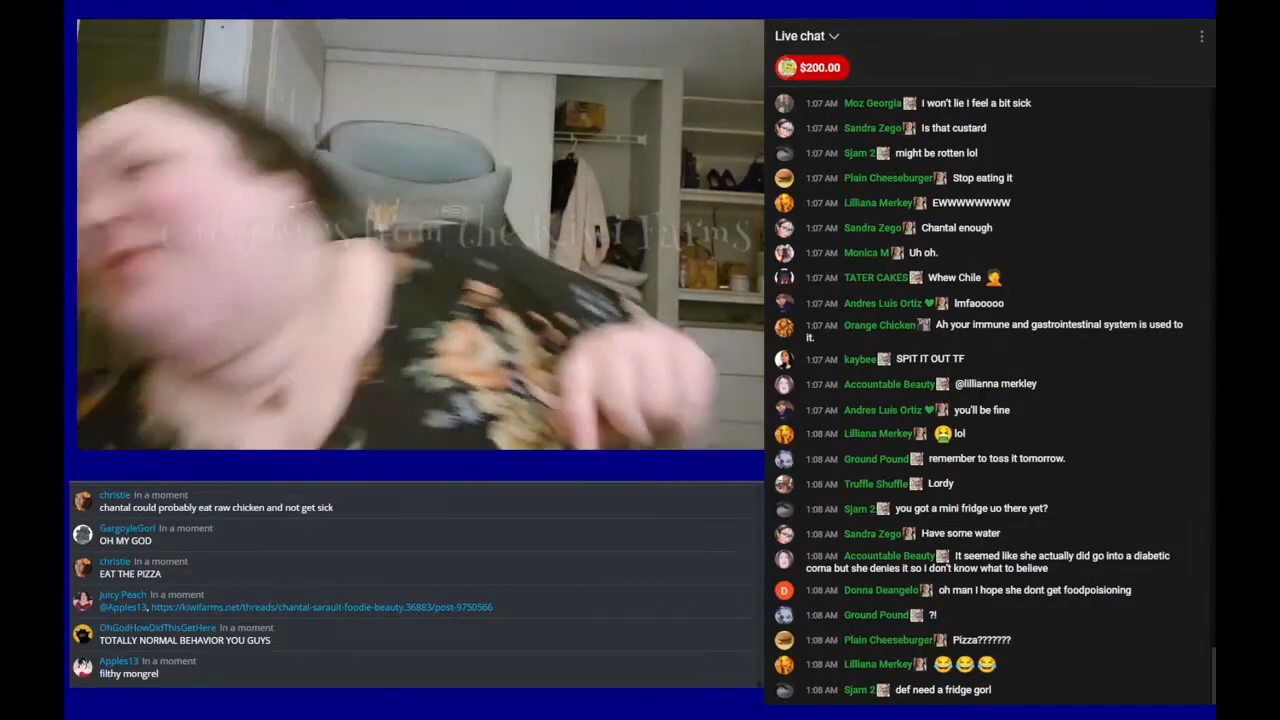 from the Kiwi Farms
Live chat
$200.00
1:07 AM Moz Georgia I won't lie I feel a bit sick
1:07 AM Sandra Zego Is that custard
1:07 AM Sjam 2 might be rotten lol
1:07 AM Plain Cheeseburger Stop eating it
1:07 AM Lilliana Merkey EWWWWWWWW
1:07 AM Sandra Zego Chantal enough
1:07 AM Monica M Uh oh.
1:07 AM TATER CAKES Whew Chile 🤦
1:07 AM Andres Luis Ortiz 💚 lmfaooooo
1:07 AM Orange Chicken Ah your immune and gastrointestinal system is used to
it.
1:07 AM kaybee SPIT IT OUT TF
1:07 AM Accountable Beauty @lillianna merkley
1:07 AM Andres Luis Ortiz 💚 you'll be fine
1:08 AM Lilliana Merkey 🤮 lol
1:08 AM Ground Pound remember to toss it tomorrow.
1:08 AM Truffle Shuffle Lordy
1:08 AM Sjam 2 you got a mini fridge uo there yet?
1:08 AM Sandra Zego Have some water
1:08 AM Accountable Beauty It seemed like she actually did go into a diabetic
coma but she denies it so I don't know what to believe
D 1:08 AM Donna Deangelo oh man I hope she dont get foodpoisioning
1:08 AM Ground Pound ?!
1:08 AM Plain Cheeseburger Pizza???????
1:08 AM Lilliana Merkey 😂😂😂
1:08 AM Sjam 2 def need a fridge gorl
christie In a moment
chantal could probably eat raw chicken and not get sick
GargoyleGorl In a moment
OH MY GOD
christie In a moment
EAT THE PIZZA
Juicy Peach In a moment
@Apples13, https://kiwifarms.net/threads/chantal-sarault-foodie-beauty.36883/post-9750566
OhGodHowDidThisGetHere In a moment
TOTALLY NORMAL BEHAVIOR YOU GUYS
Apples13 In a moment
filthy mongrel